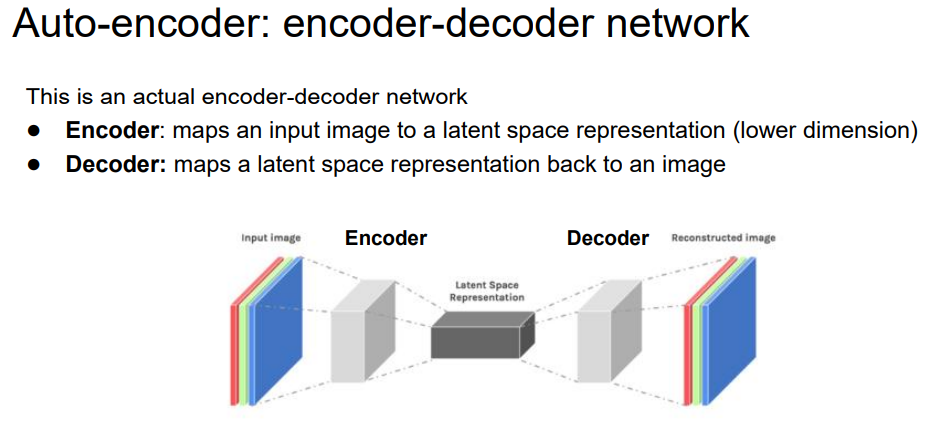 Auto-encoder: encoder-decoder network
This is an actual encoder-decoder network
● Encoder: maps an input image to a latent space representation (lower dimension)
● Decoder: maps a latent space representation back to an image
Input image Encoder Decoder Reconstructed image
Latent Space
Representation